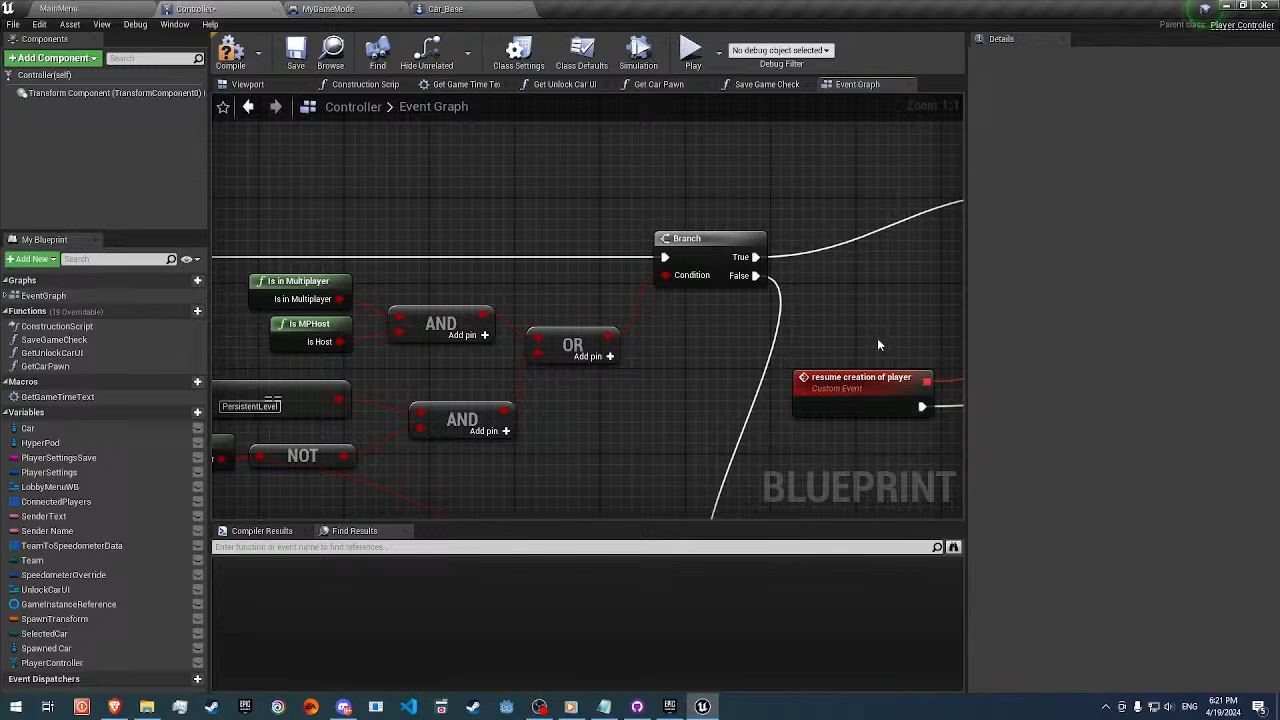 MainMenu
Controller*
MyGameMode
Car_Base
File
Edit
Asset
View
Debug
Window
Help
Parent class: Player Controller
Components
Add Component
Search
Controller(self)
Transform Component (TransformComponent0)
Compile
Save
Browse
Find
Hide Unrelated
Class Settings
Class Defaults
Simulation
Play
No debug object selected
Debug Filter
Details
Viewport
Construction Scrip
Get Game Time Te
Get Unlock Car UI
Get Car Pawn
Save Game Check
Event Graph
Controller > Event Graph
Zoom 1:1
Branch
True
Condition
False
Is in Multiplayer
Is in Multiplayer
Is MPHost
Is Host
AND
Add pin +
OR
Add pin +
resume creation of player
Custom Event
PersistentLevel
==
AND
Add pin +
NOT
BLUEPRINT
My Blueprint
Add New
Search
Graphs
EventGraph
Functions (19 Overridable)
ConstructionScript
SaveGameCheck
GetUnlockCarUI
GetCarPawn
Macros
GetGameTimeText
Variables
Car
HyperPod
PlayerSettingsSave
PlayerSettings
LobbyMenuWB
ConnectedPlayers
SenderText
Sender Name
TeamToSpeedometerData
Team
SpeedometerOverride
UnlockCarUI
GameInstanceReference
SpawnTransform
SelectedCar
Spawned Car
PlayerController
Event Dispatchers
Compiler Results
Find Results
Enter function or event name to find references...
6:21 PM
4/19/2024